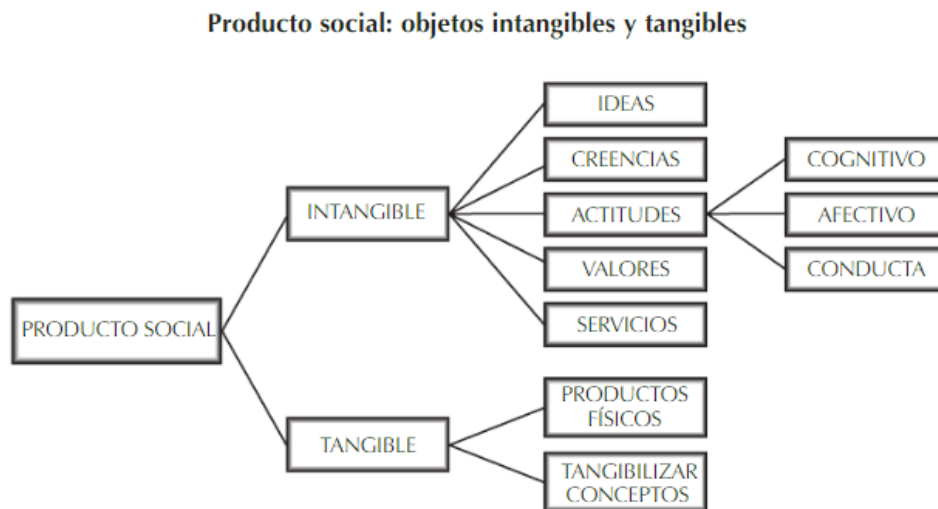 Producto social: objetos intangibles y tangibles
IDEAS
CREENCIAS
COGNITIVO
INTANGIBLE
ACTITUDES
AFECTIVO
VALORES
CONDUCTA
PRODUCTO SOCIAL
SERVICIOS
PRODUCTOS
FÍSICOS
TANGIBLE
TANGIBILIZAR
CONCEPTOS